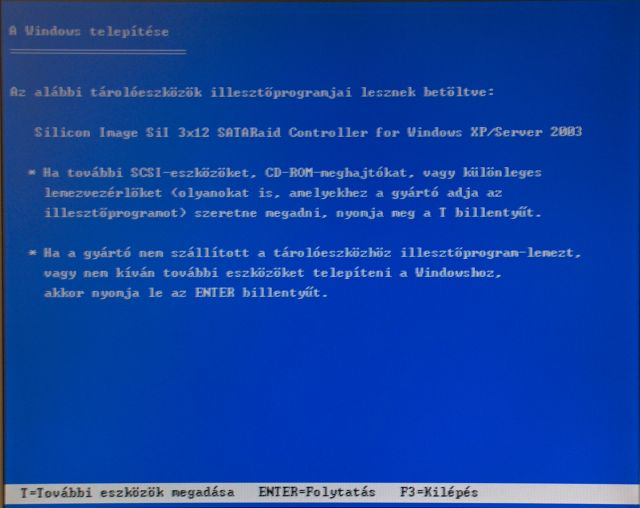 A Windows telepítése
Az alábbi tárolóeszközök illesztőprogramjai lesznek betöltve:
Silicon Image SiI 3x12 SATARaid Controller for Windows XP/Server 2003
* Ha további SCSI-eszközöket, CD-ROM-meghajtókat, vagy különleges
lemezvezérlőket (olyanokat is, amelyekhez a gyártó adja az
illesztőprogramot) szeretne megadni, nyomja meg a T billentyűt.
* Ha a gyártó nem szállított a tárolóeszközhöz illesztőprogram-lemezt,
vagy nem kíván további eszközöket telepíteni a Windowshoz,
akkor nyomja le az ENTER billentyűt.
T=További eszközök megadása ENTER=Folytatás F3=Kilépés